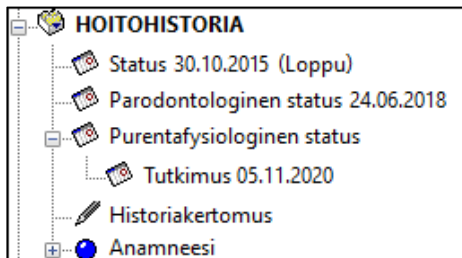 HOITOHISTORIA
Status 30.10.2015 (Loppu)
Parodontologinen status 24.06.2018
Purentafysiologinen status
Tutkimus 05.11.2020
Historiakertomus
Anamneesi